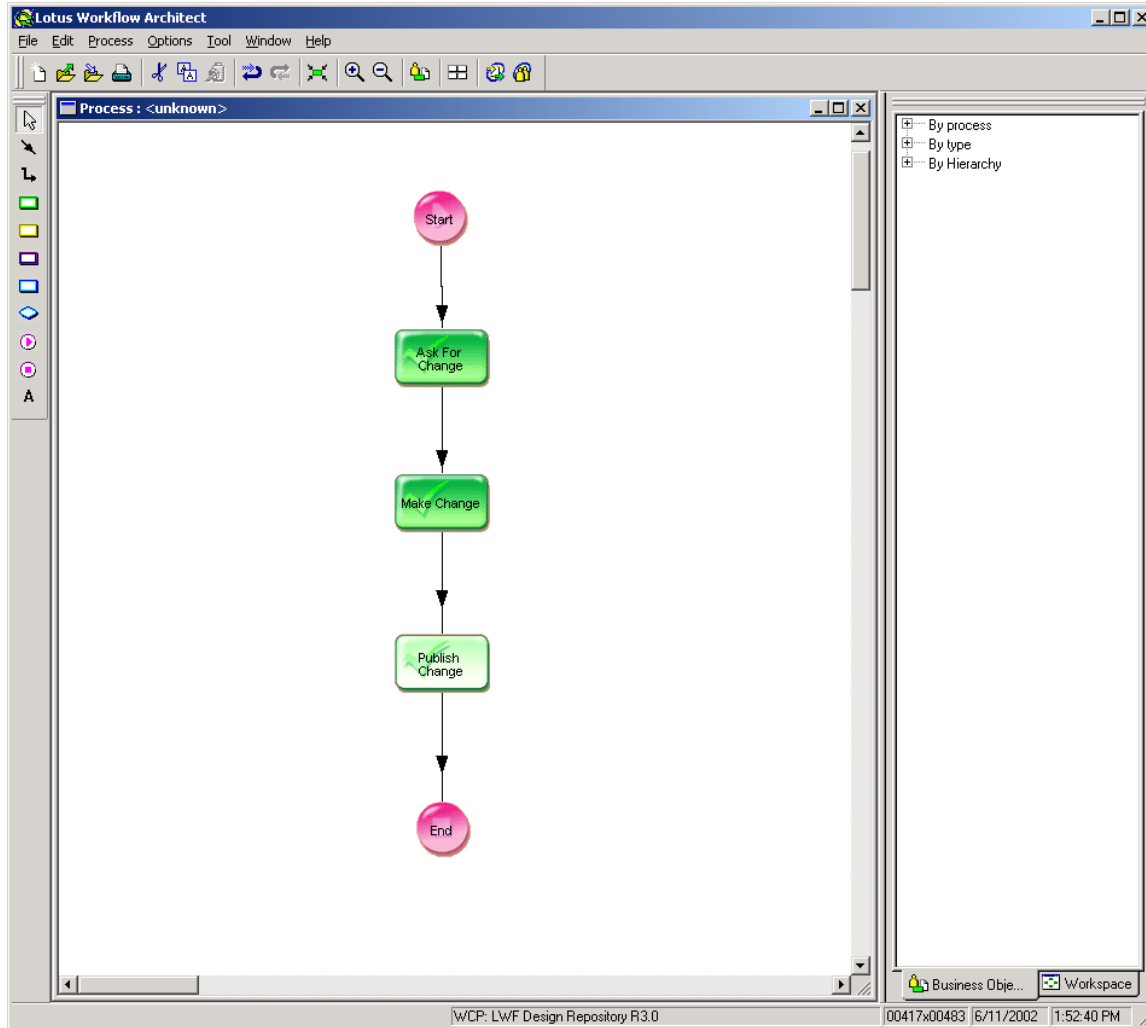 Lotus Workflow Architect
File Edit Process Options Tool Window Help
Process : <unknown>
By process
By type
By Hierarchy
Start
Ask For
Change
Make Change
Publish
Change
End
A
Business Obje... Workspace
WCP: LWF Design Repository R3.0 00417x00483 6/11/2002 1:52:40 PM